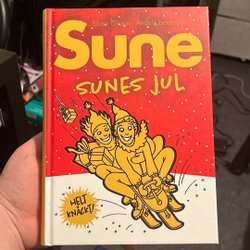 Sören Olsson Anders Jacobsson
Sune
SUNES JUL
HELT
KNÄCKT!